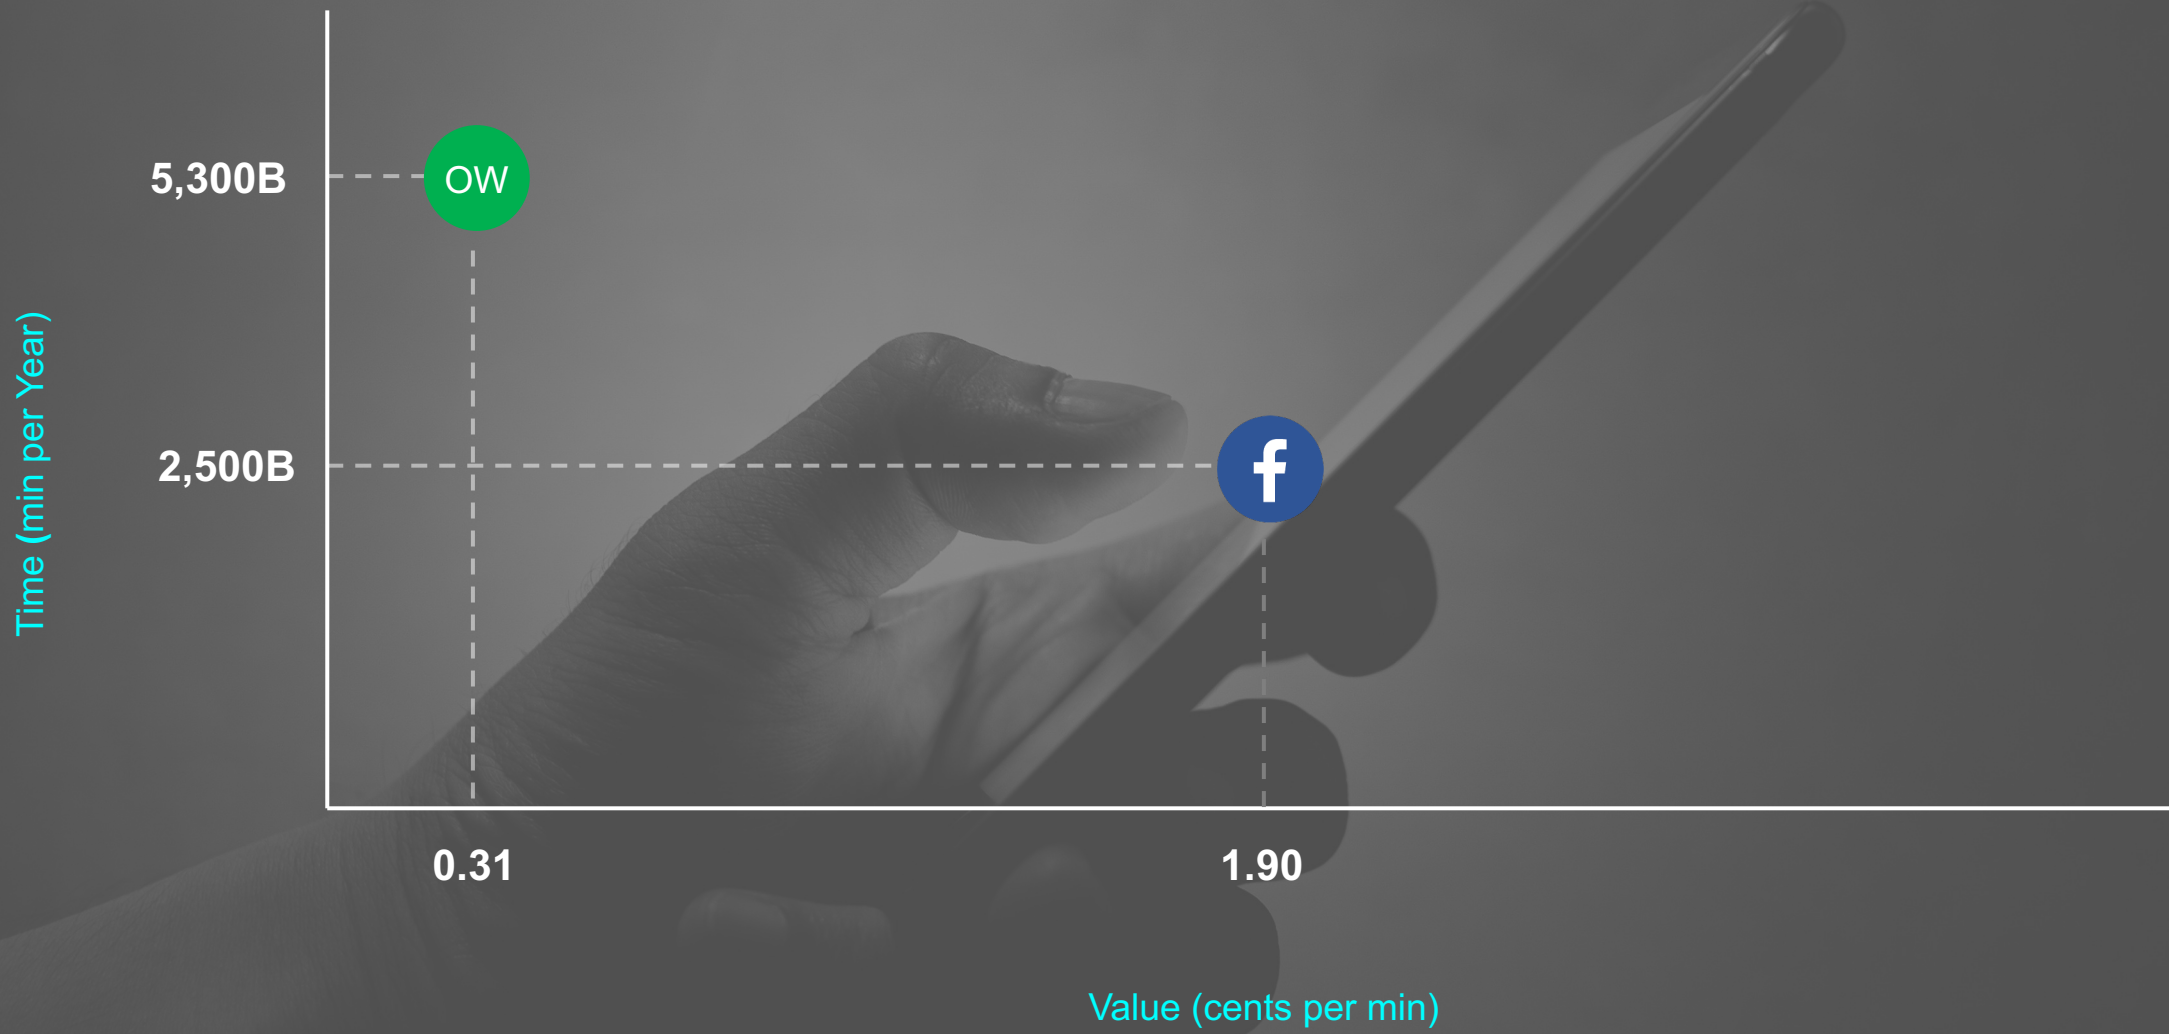 5,300B
OW
2,500B
f
Time (min per Year)
0.31
1.90
Value (cents per min)